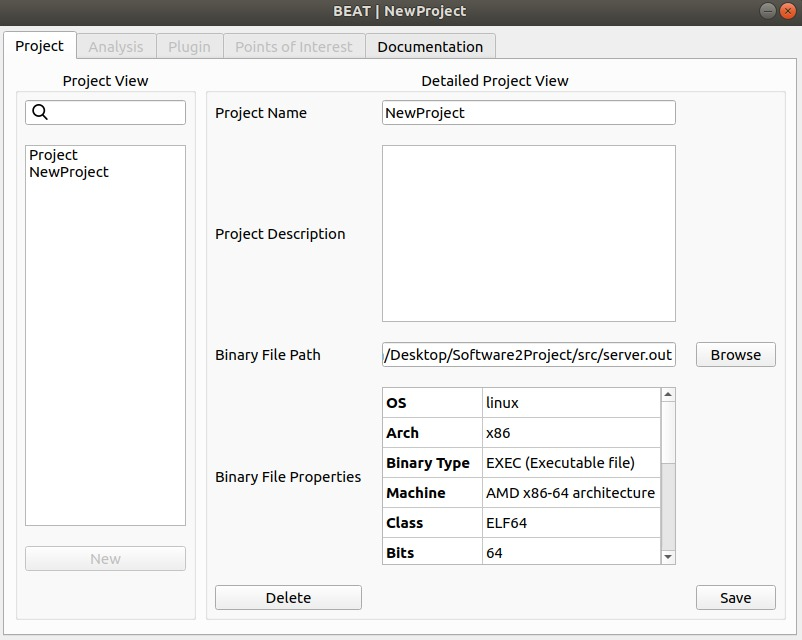 BEAT | NewProject
Project
Analysis
Plugin
Points of Interest
Documentation
Project View
Detailed Project View
Project
NewProject
New
Project Name
NewProject
Project Description
Binary File Path
/Desktop/Software2Project/src/server.out
Browse
Binary File Properties
OS linux
Arch x86
Binary Type EXEC (Executable file)
Machine AMD x86-64 architecture
Class ELF64
Bits 64
Delete
Save